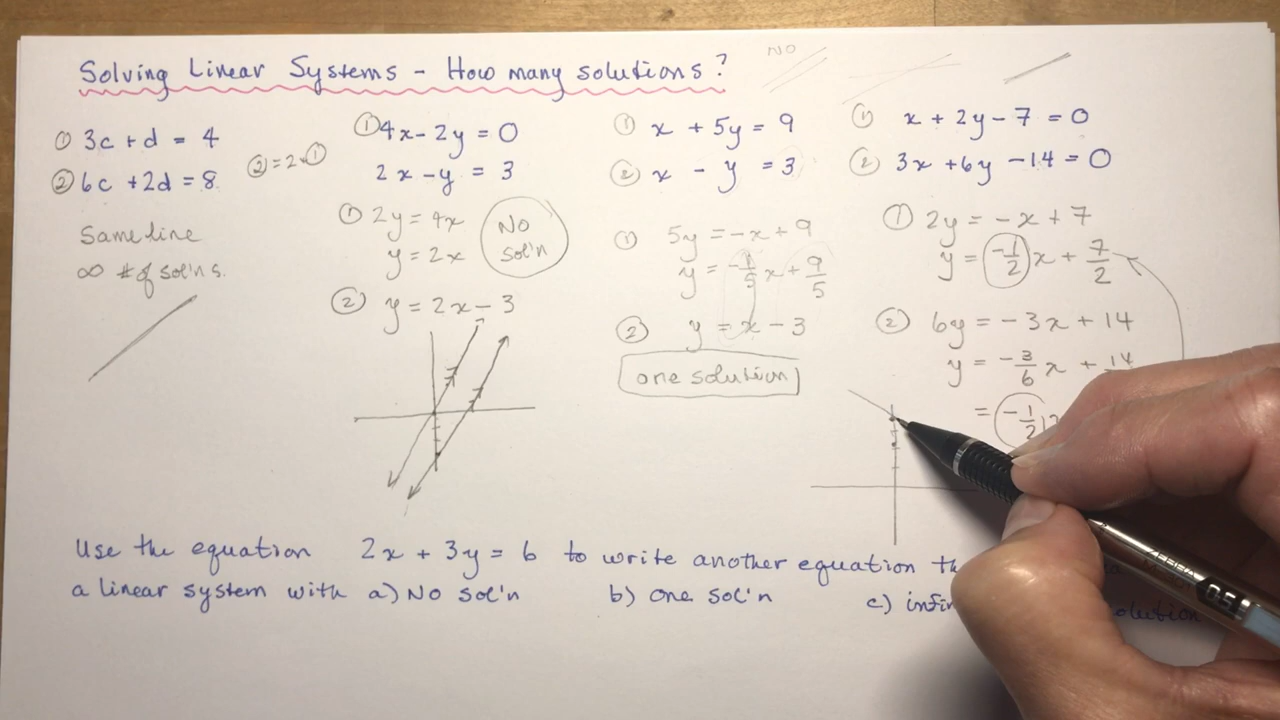 Solving Linear Systems - How many solutions?
NO
① 3c + d = 4
② 6c + 2d = 8
② = 2×①
Same line
∞ # of sol'ns.
① 4x - 2y = 0
2x - y = 3
① 2y = 4x
y = 2x
No
sol'n
② y = 2x - 3
① x + 5y = 9
② x - y = 3
① 5y = -x + 9
y = -1/5 x + 9/5
② y = x - 3
one solution
① x + 2y - 7 = 0
② 3x + 6y - 14 = 0
① 2y = -x + 7
y = -1/2 x + 7/2
② 6y = -3x + 14
y = -3/6 x + 14
= -1/2
Use the equation 2x + 3y = 6 to write another equation
a linear system with a) No sol'n b) one sol'n c)
ZEBRA